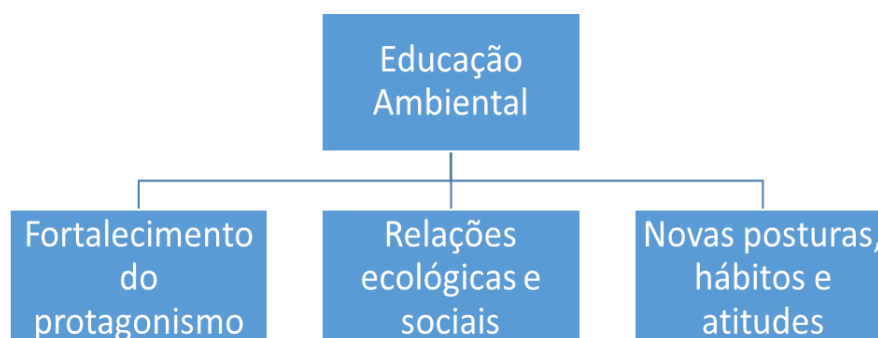 Educação
Ambiental
Fortalecimento
do
protagonismo
Relações
ecológicas e
sociais
Novas posturas,
hábitos e
atitudes